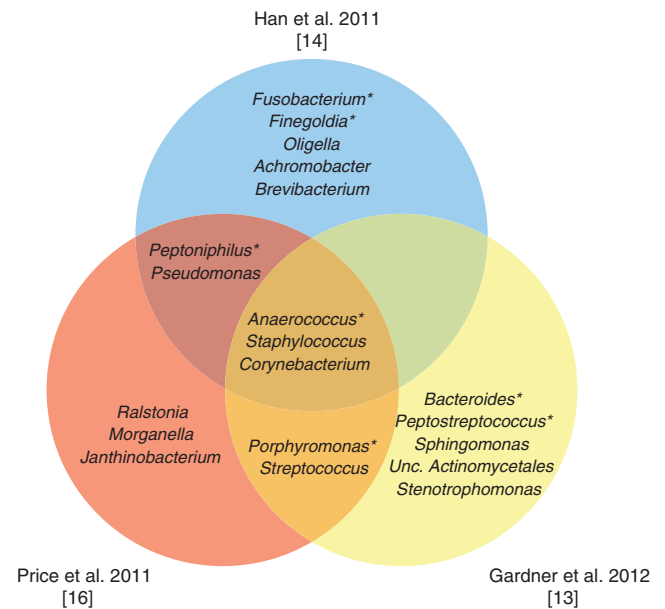 Han et al. 2011
[14]
Fusobacterium*
Finegoldia*
Oligella
Achromobacter
Brevibacterium
Peptoniphilus*
Pseudomonas
Anaerococcus*
Staphylococcus
Corynebacterium
Ralstonia
Morganella
Janthinobacterium
Porphyromonas*
Streptococcus
Bacteroides*
Peptostreptococcus*
Sphingomonas
Unc. Actinomycetales
Stenotrophomonas
Price et al. 2011
[16]
Gardner et al. 2012
[13]